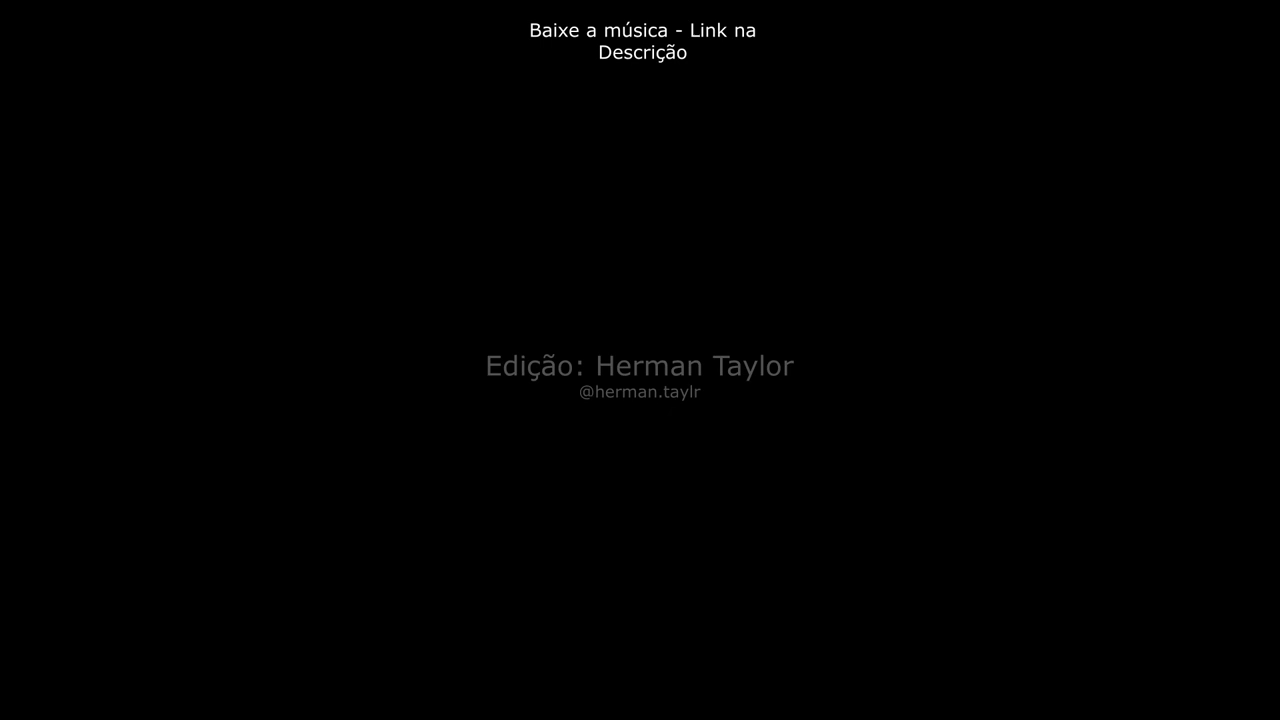 Baixe a música - Link na
Descrição
Edição: Herman Taylor
@herman.taylr